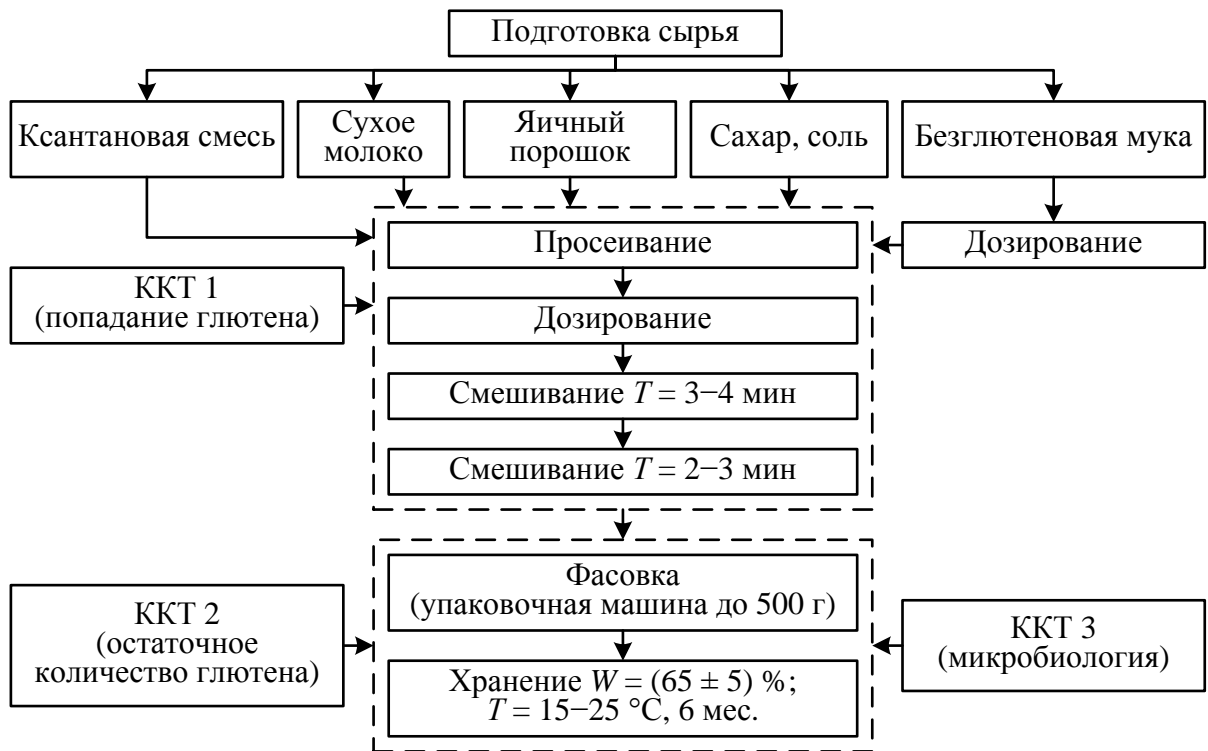 Подготовка сырья
Ксантановая смесь
Сухое
молоко
Яичный
порошок
Сахар, соль
Безглютеновая мука
Просеивание
Дозирование
ККТ 1
(попадание глютена)
Дозирование
Смешивание T = 3−4 мин
Смешивание T = 2−3 мин
Фасовка
(упаковочная машина до 500 г)
ККТ 2
(остаточное
количество глютена)
ККТ 3
(микробиология)
Хранение W = (65 ± 5) %;
T = 15−25 °C, 6 мес.